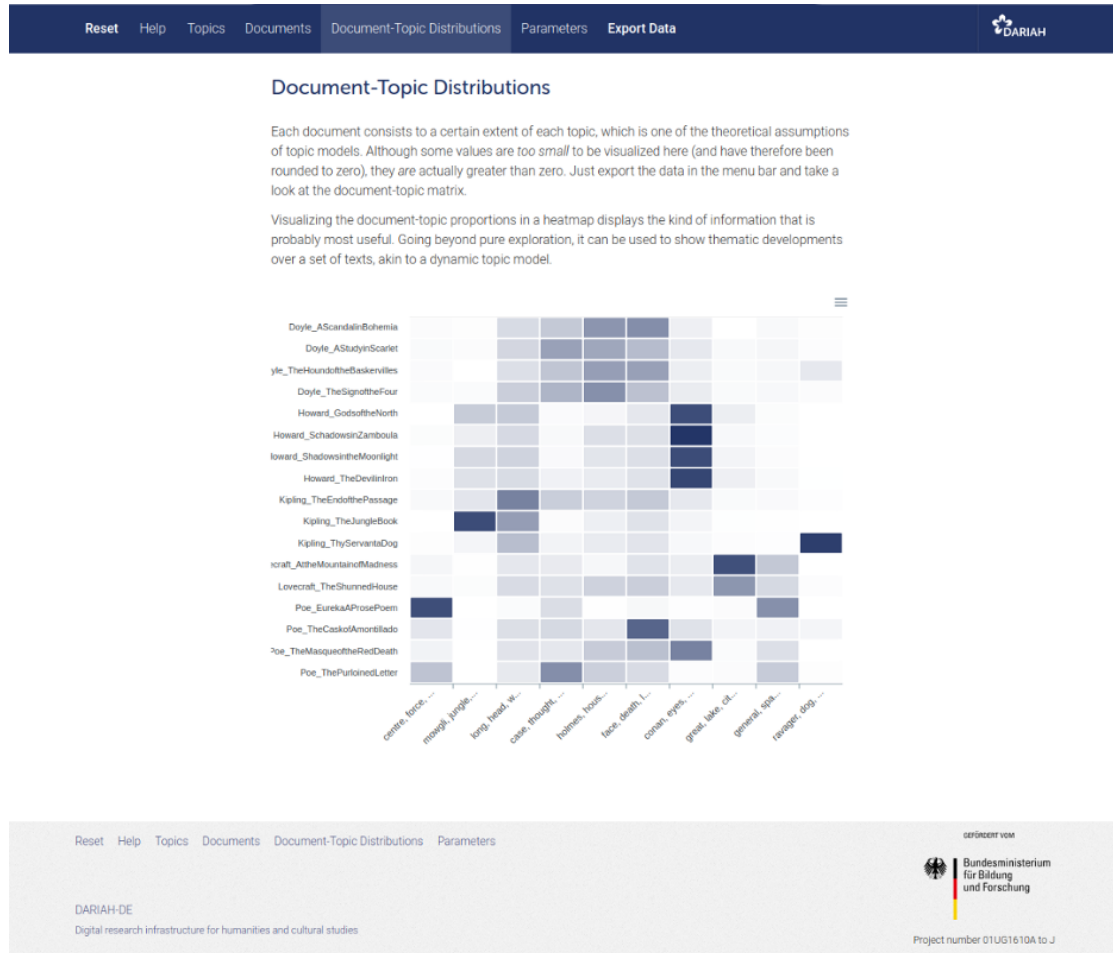 Reset Help Topics Documents Document-Topic Distributions Parameters Export Data DARIAH
Document-Topic Distributions
Each document consists to a certain extent of each topic, which is one of the theoretical assumptions
of topic models. Although some values are too small to be visualized here (and have therefore been
rounded to zero), they are actually greater than zero. Just export the data in the menu bar and take a
look at the document-topic matrix.
Visualizing the document-topic proportions in a heatmap displays the kind of information that is
probably most useful. Going beyond pure exploration, it can be used to show thematic developments
over a set of texts, akin to a dynamic topic model.
Doyle_AScandalinBohemia
Doyle_AStudyinScarlet
yle_TheHoundoftheBaskervilles
Doyle_TheSignoftheFour
Howard_GodsoftheNorth
Howard_SchadowsinZamboula
loward_ShadowsintheMoonlight
Howard_TheDevilinIron
Kipling_TheEndofthePassage
Kipling_TheJungleBook
Kipling_ThyServantaDog
ecraft_AttheMountainofMadness
Lovecraft_TheShunnedHouse
Poe_EurekaAProsePoem
Poe_TheCaskofAmontillado
Poe_TheMasqueoftheRedDeath
Poe_ThePurloinedLetter
centre, force, ...
mowgli, jungle,...
long, head, w...
case, thought, ...
holmes, hous...
face, death, l...
conan, eyes, ...
great, lake, cit...
general, spa...
ravager, dog, ...
Reset Help Topics Documents Document-Topic Distributions Parameters
GEFÖRDERT VOM
Bundesministerium
für Bildung
und Forschung
DARIAH-DE
Digital research infrastructure for humanities and cultural studies
Project number 01UG1610A to J